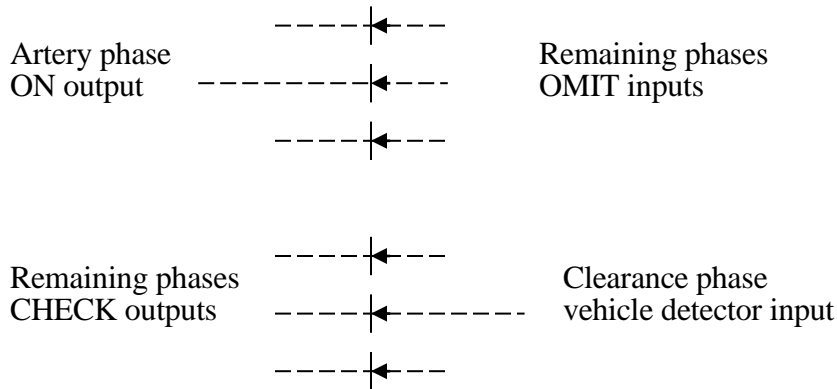 Artery phase
ON output
Remaining phases
OMIT inputs
Remaining phases
CHECK outputs
Clearance phase
vehicle detector input